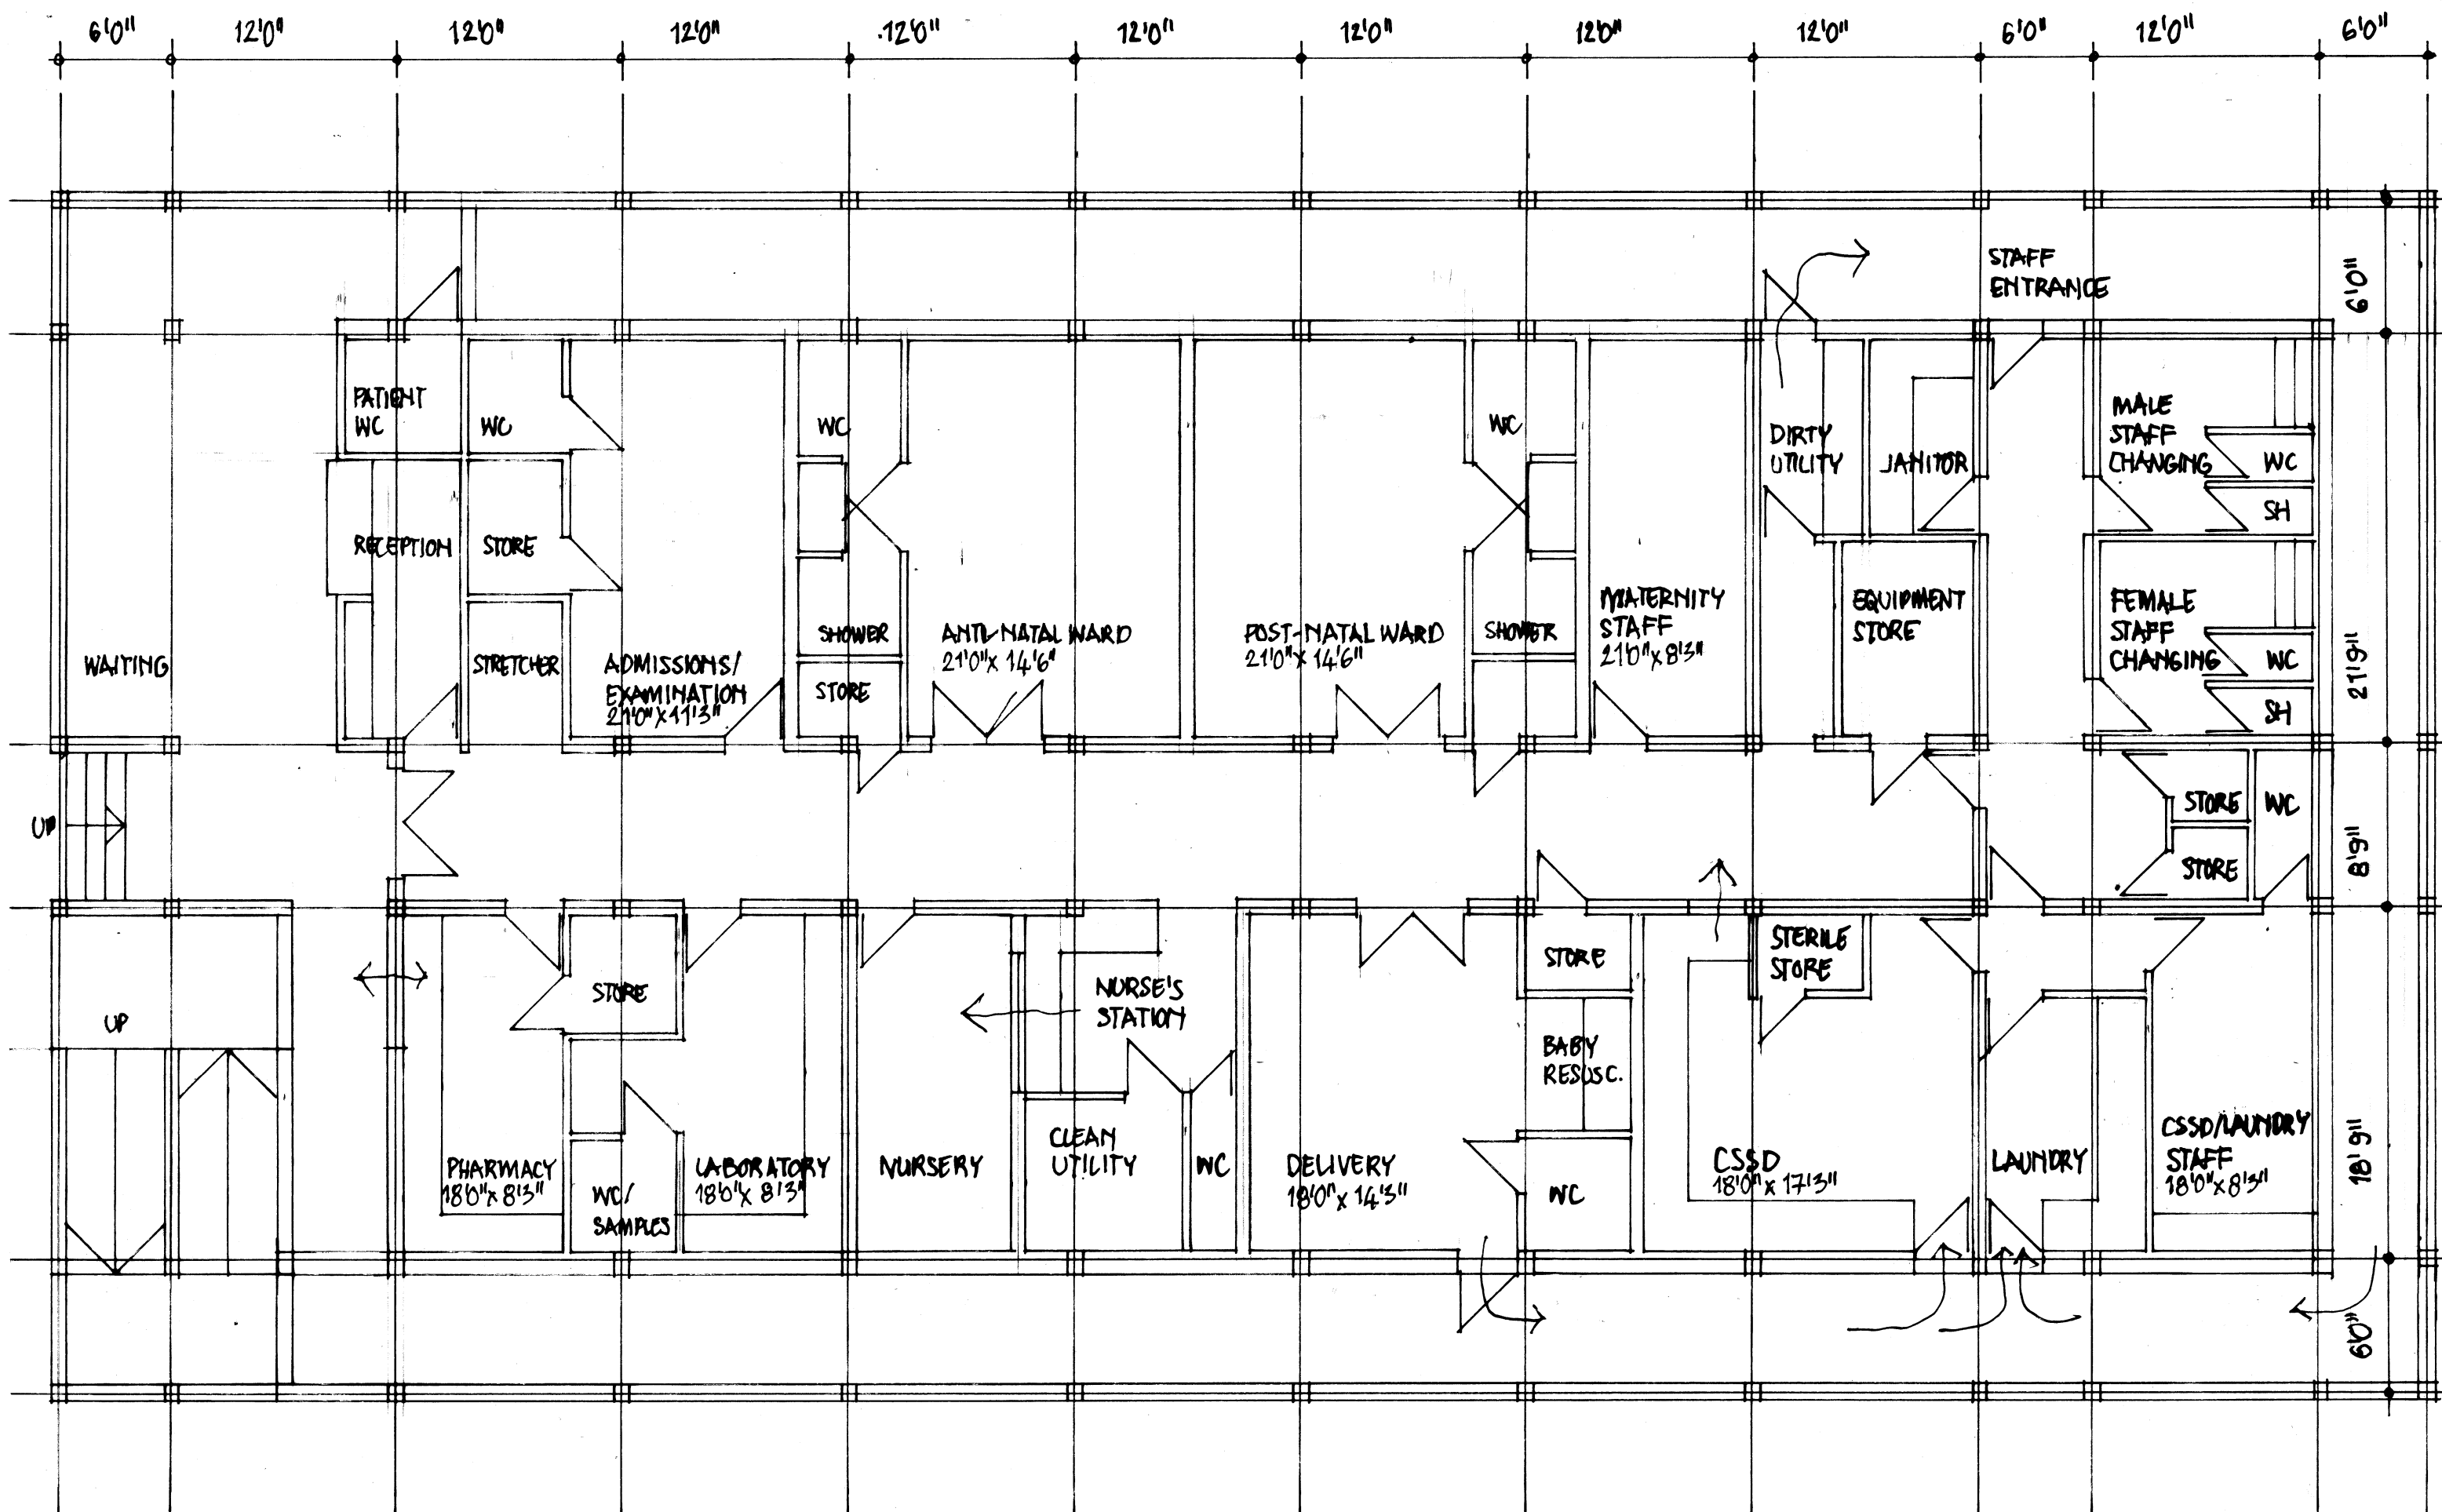 6'0"
12'0"
12'0"
12'0"
12'0"
12'0"
12'0"
12'0"
12'0"
6'0"
12'0"
6'0"
STAFF
ENTRANCE
6'0"
PATIENT
WC
WC
WC
WC
DIRTY
UTILITY
JANITOR
MALE
STAFF
CHANGING
WC
SH
RECEPTION
STORE
WAITING
STRETCHER
ADMISSIONS/
EXAMINATION
21'0"X11'3"
SHOWER
STORE
ANTI-NATAL WARD
21'0"x 14'6"
POST-NATAL WARD
21'0"x 14'6"
SHOWER
MATERNITY
STAFF
21'0"x 8'3"
EQUIPMENT
STORE
FEMALE
STAFF
CHANGING
WC
SH
21'9"
UP
STORE
WC
STORE
8'9"
UP
STORE
NURSE'S
STATION
STORE
STERILE
STORE
BABY
RESUSC.
PHARMACY
18'0"x 8'3"
WC/
SAMPLES
LABORATORY
18'0"x 8'3"
NURSERY
CLEAN
UTILITY
WC
DELIVERY
18'0"x 14'3"
WC
CSSD
18'0"x 17'3"
LAUNDRY
CSSD/LAUNDRY
STAFF
18'0"x 8'3"
18'9"
6'0"